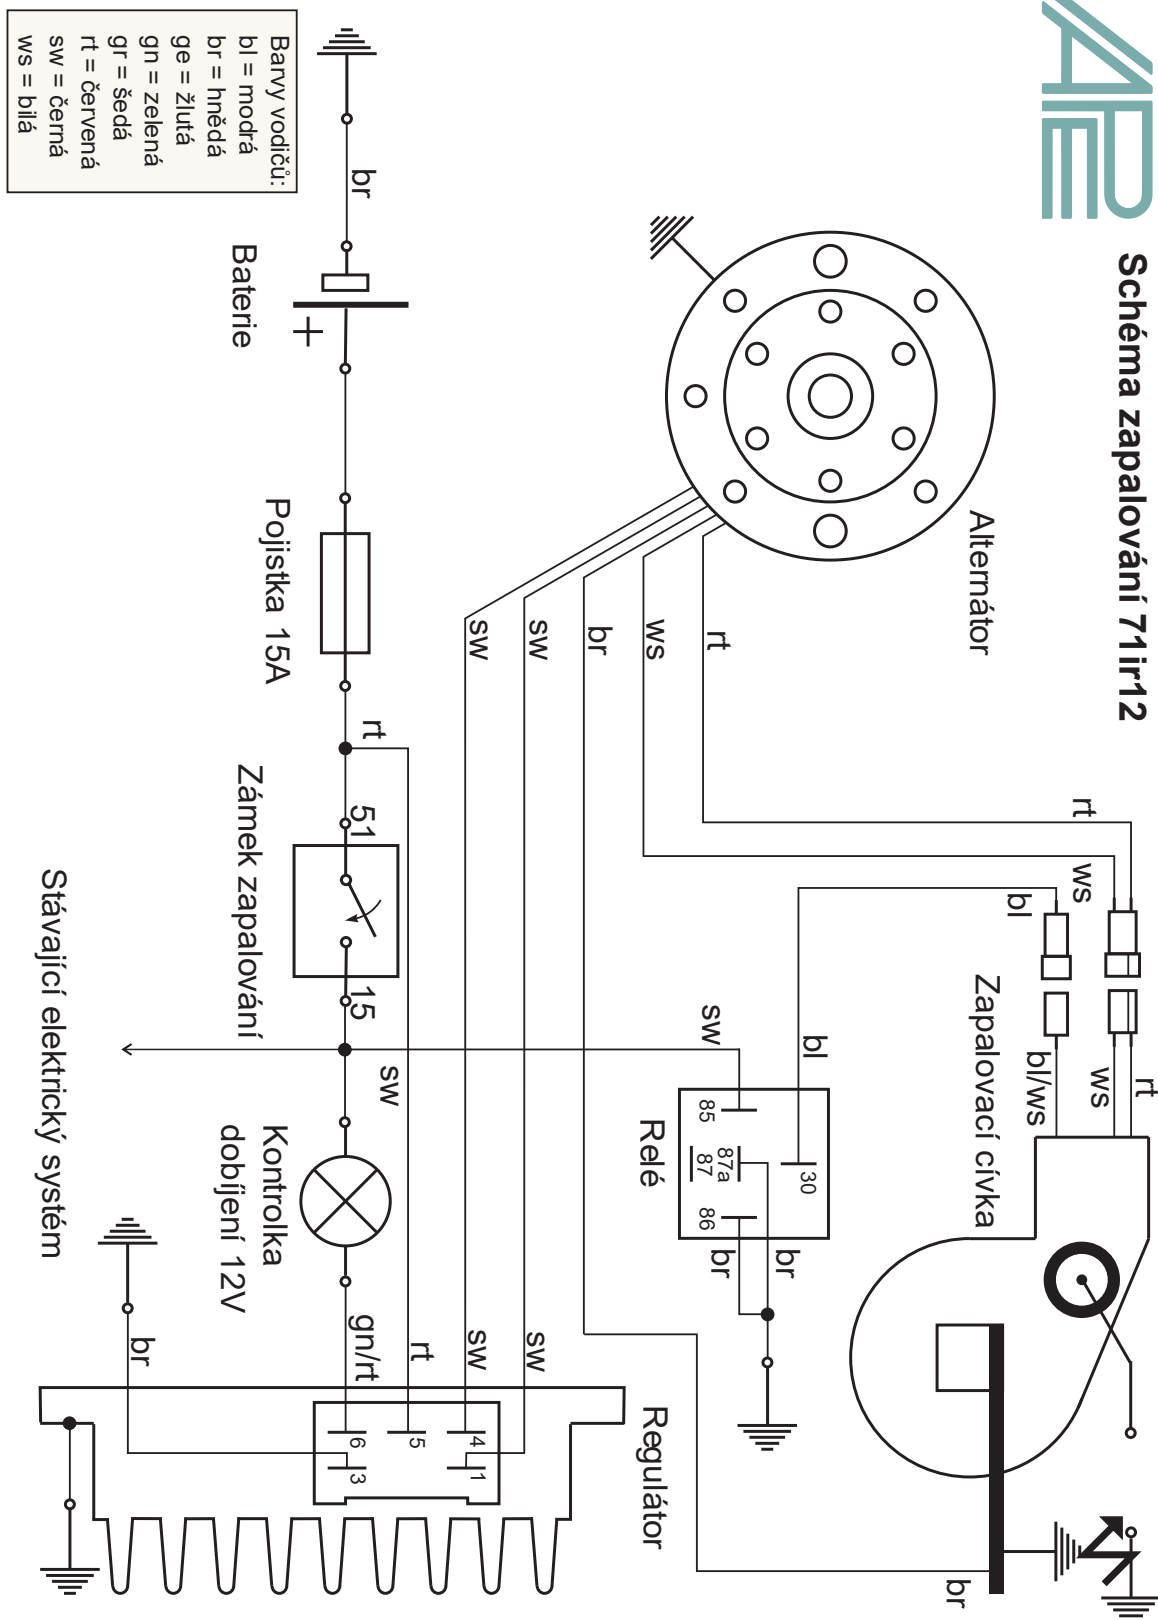 APE
Schéma zapalování 71ir12
Barvy vodičů:
bl = modrá
br = hnědá
ge = žlutá
gn = zelená
gr = šedá
rt = červená
sw = černá
ws = bilá
br
Baterie
+
Pojistka 15A
rt
Zámek zapalování
51
15
Stávající elektrický systém
sw
Kontrolka
dobíjení 12V
gn/rt
rt
br
Alternátor
rt
ws
br
sw
sw
rt
ws
bl
Zapalovací cívka
rt
ws
bl/ws
bl
sw
Relé
85
87a
87
86
30
br
br
sw
sw
Regulátor
6
5
4
3
1
br